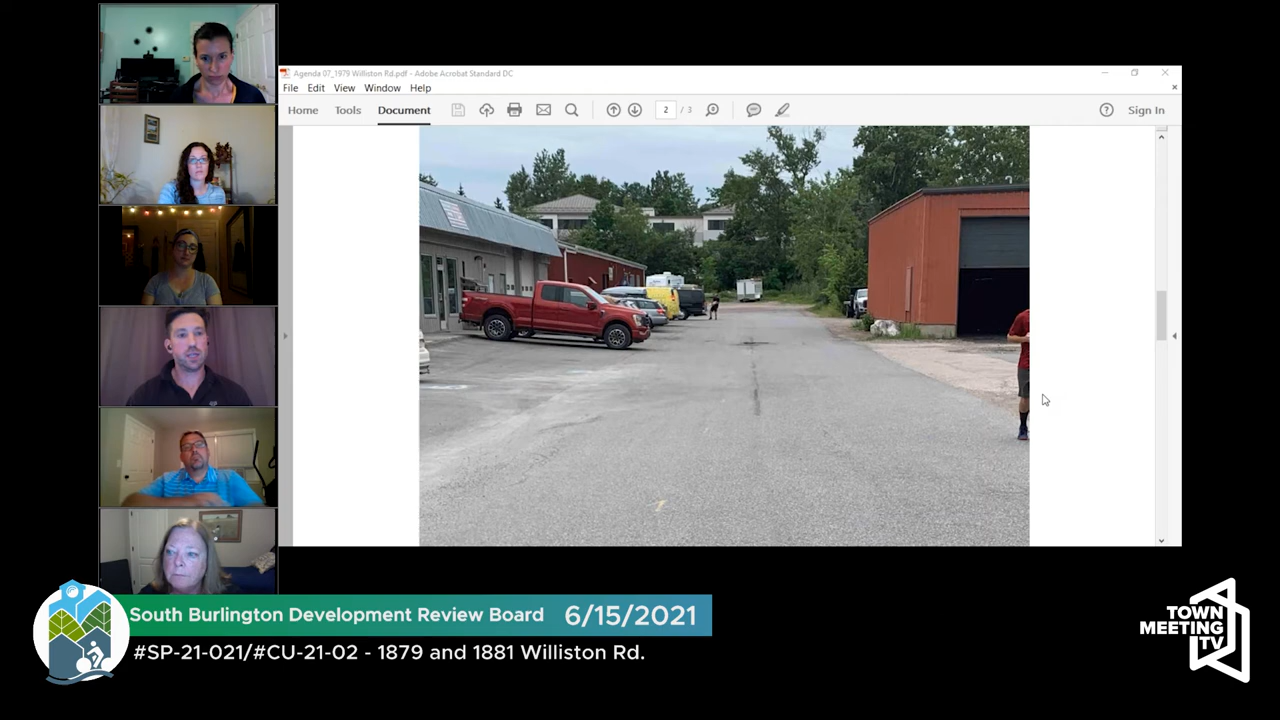 Agenda 07_1979 Williston Rd.pdf - Adobe Acrobat Standard DC
File Edit View Window Help
Home Tools Document 2 / 3 Sign In
South Burlington Development Review Board 6/15/2021
#SP-21-021/#CU-21-02 - 1879 and 1881 Williston Rd.
TOWN
MEETING
TV